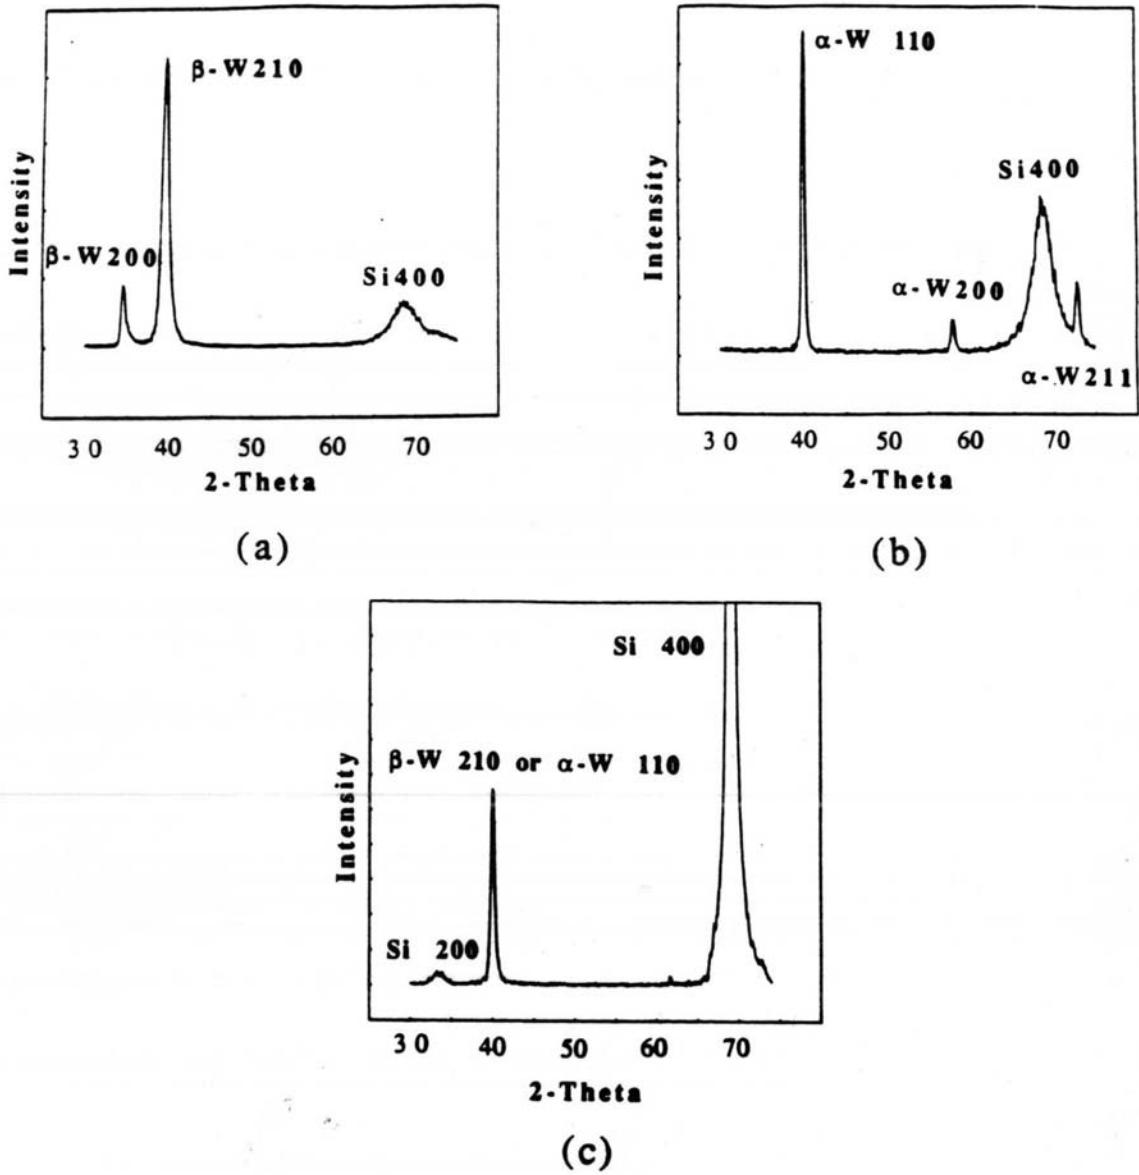 β-W210
β-W200
Si400
Intensity
30 40 50 60 70
2-Theta
(a)
α-W 110
Si400
α-W200
α-W211
Intensity
30 40 50 60 70
2-Theta
(b)
Si 400
β-W 210 or α-W 110
Si 200
Intensity
30 40 50 60 70
2-Theta
(c)